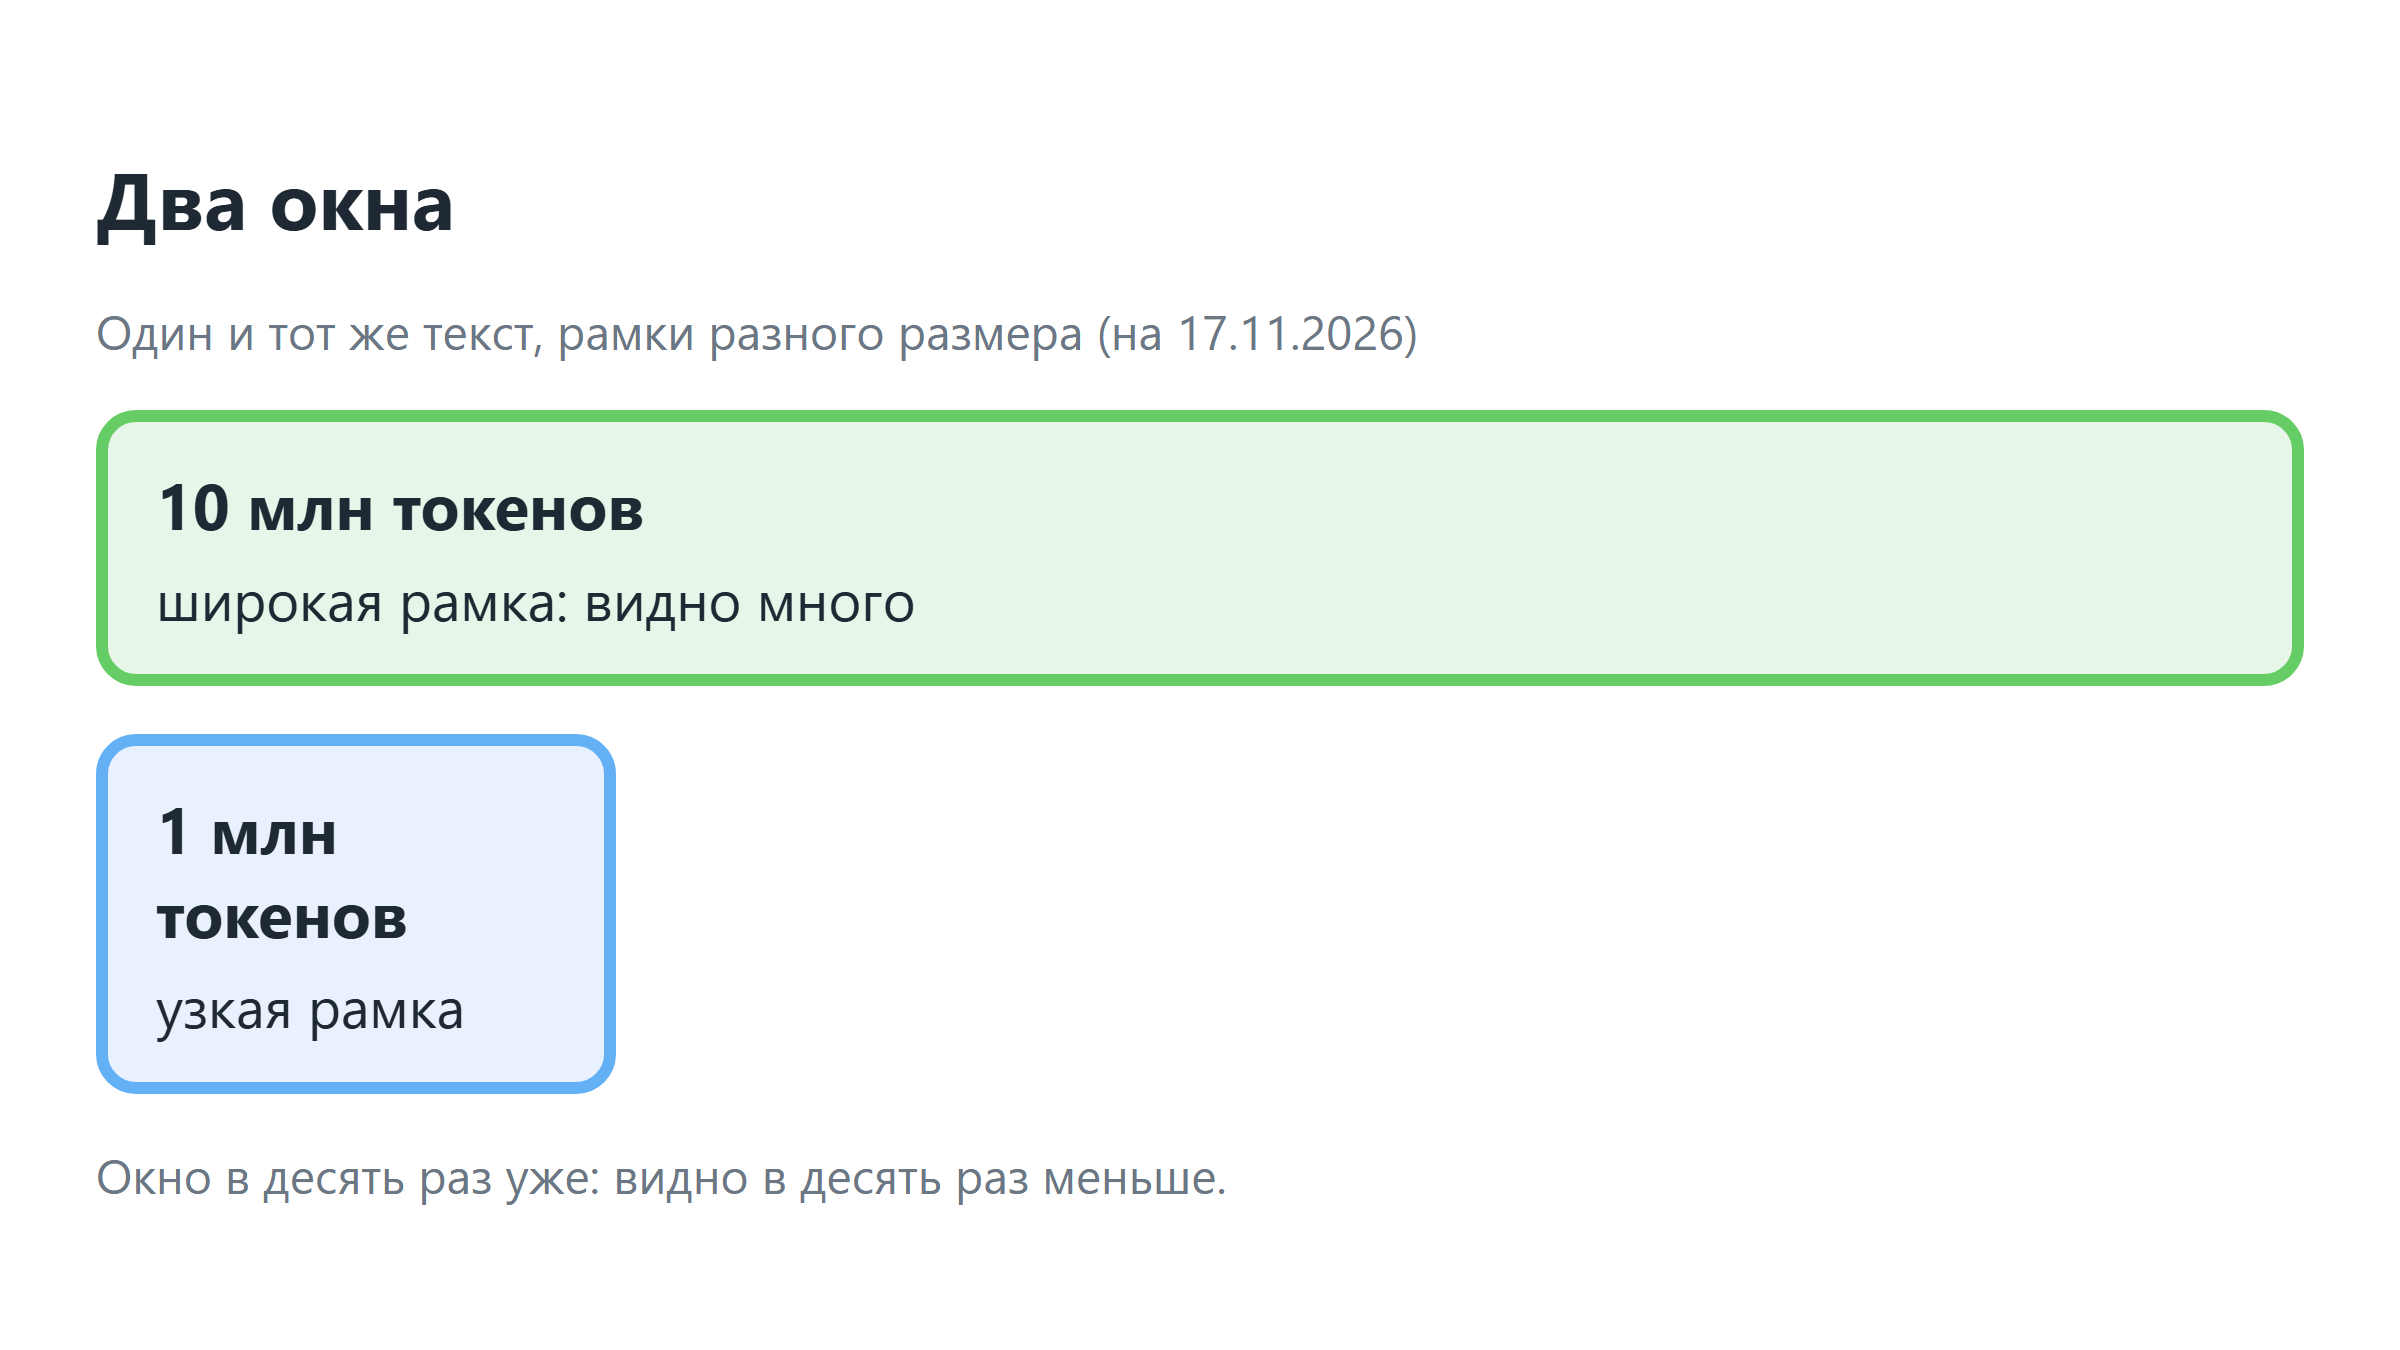 Два окна
Один и тот же текст, рамки разного размера (на 17.11.2026)
10 млн токенов
широкая рамка: видно много
1 млн
токенов
узкая рамка
Окно в десять раз уже: видно в десять раз меньше.